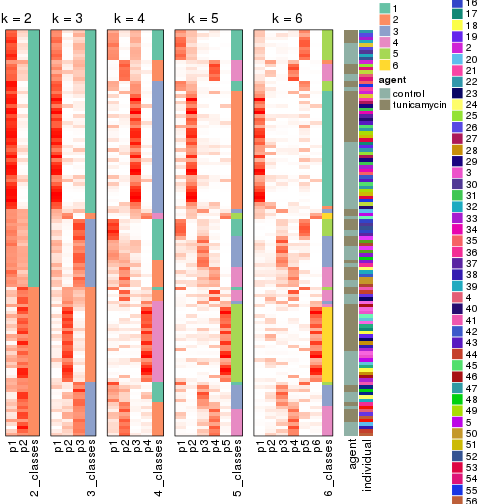 k = 2
k = 3
k = 4
k = 5
k = 6
p1
p2
2_classes
p1
p2
p3
3_classes
p1
p2
p3
p4
4_classes
p1
p2
p3
p4
p5
5_classes
p1
p2
p3
p4
p5
p6
6_classes
agent
individual
1
2
3
4
5
6
agent
control
tunicamycin
16
17
18
19
2
20
21
22
23
24
25
26
27
28
29
3
30
31
32
33
34
35
36
37
38
39
4
40
41
42
43
44
45
46
47
48
49
5
50
51
52
53
54
55
56